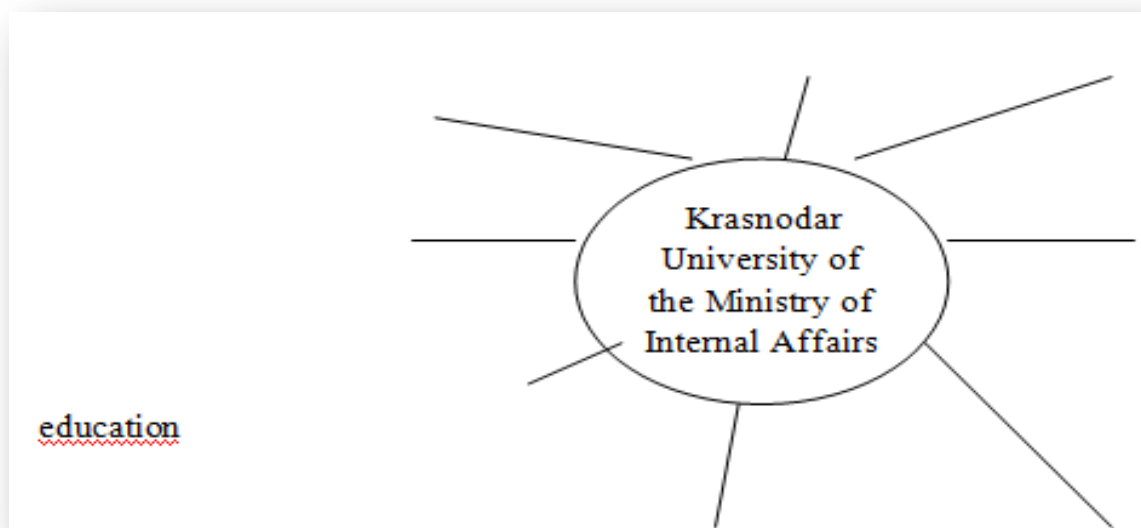 Krasnodar
University of
the Ministry of
Internal Affairs
education